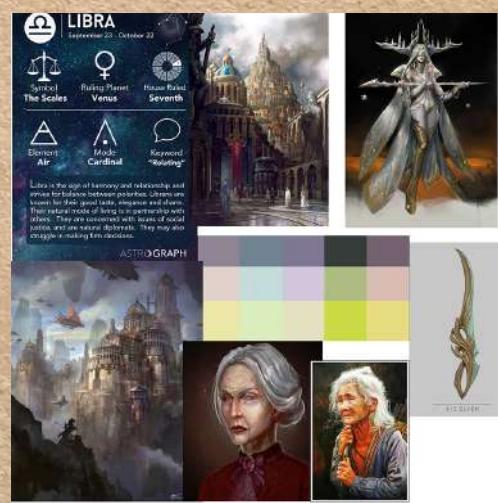 LIBRA
September 23 - October 22
Symbol
The Scales
Ruling Planet
Venus
House Ruled
Seventh
Element
Air
Mode
Cardinal
Keyword
"Relating"
Libra is the sign of harmony and relationship and
strives for balance between polarities. Librans are
known for their good taste, elegance and charm.
Their natural mode of living is in partnership with
others. They are concerned with issues of social
justice, and are natural diplomats. They may also
struggle in making firm decisions.
ASTROGRAPH